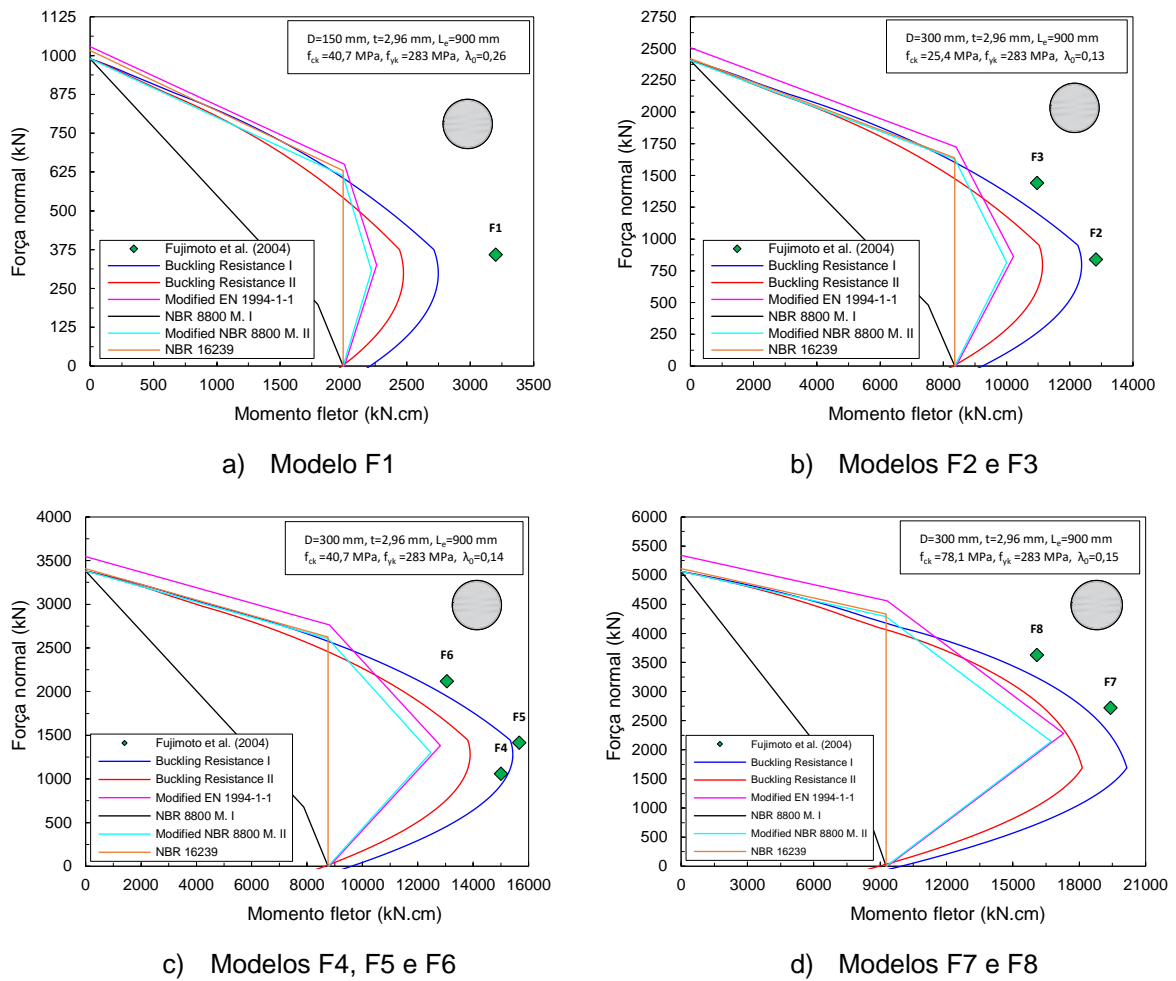 1125
1000
875
750
625
500
375
250
125
0
Força normal (kN)
D=150 mm, t=2,96 mm, Le=900 mm
fck=40,7 MPa, fyk=283 MPa, λ0=0,26
F1
Fujimoto et al. (2004)
Buckling Resistance I
Buckling Resistance II
Modified EN 1994-1-1
NBR 8800 M. I
Modified NBR 8800 M. II
NBR 16239
0 500 1000 1500 2000 2500 3000 3500
Momento fletor (kN.cm)
a) Modelo F1
2750
2500
2250
2000
1750
1500
1250
1000
750
500
250
0
Força normal (kN)
D=300 mm, t=2,96 mm, Le=900 mm
fck=25,4 MPa, fyk=283 MPa, λ0=0,13
F3
F2
Fujimoto et al. (2004)
Buckling Resistance I
Buckling Resistance II
Modified EN 1994-1-1
NBR 8800 M. I
Modified NBR 8800 M. II
NBR 16239
0 2000 4000 6000 8000 10000 12000 14000
Momento fletor (kN.cm)
b) Modelos F2 e F3
4000
3500
3000
2500
2000
1500
1000
500
0
Força normal (kN)
D=300 mm, t=2,96 mm, Le=900 mm
fck=40,7 MPa, fyk=283 MPa, λ0=0,14
F6
F5
F4
Fujimoto et al. (2004)
Buckling Resistance I
Buckling Resistance II
Modified EN 1994-1-1
NBR 8800 M. I
Modified NBR 8800 M. II
NBR 16239
0 2000 4000 6000 8000 10000 12000 14000 16000
Momento fletor (kN.cm)
c) Modelos F4, F5 e F6
6000
5500
5000
4500
4000
3500
3000
2500
2000
1500
1000
500
0
Força normal (kN)
D=300 mm, t=2,96 mm, Le=900 mm
fck=78,1 MPa, fyk=283 MPa, λ0=0,15
F8
F7
Fujimoto et al. (2004)
Buckling Resistance I
Buckling Resistance II
Modified EN 1994-1-1
NBR 8800 M. I
Modified NBR 8800 M. II
NBR 16239
0 3000 6000 9000 12000 15000 18000 21000
Momento fletor (kN.cm)
d) Modelos F7 e F8